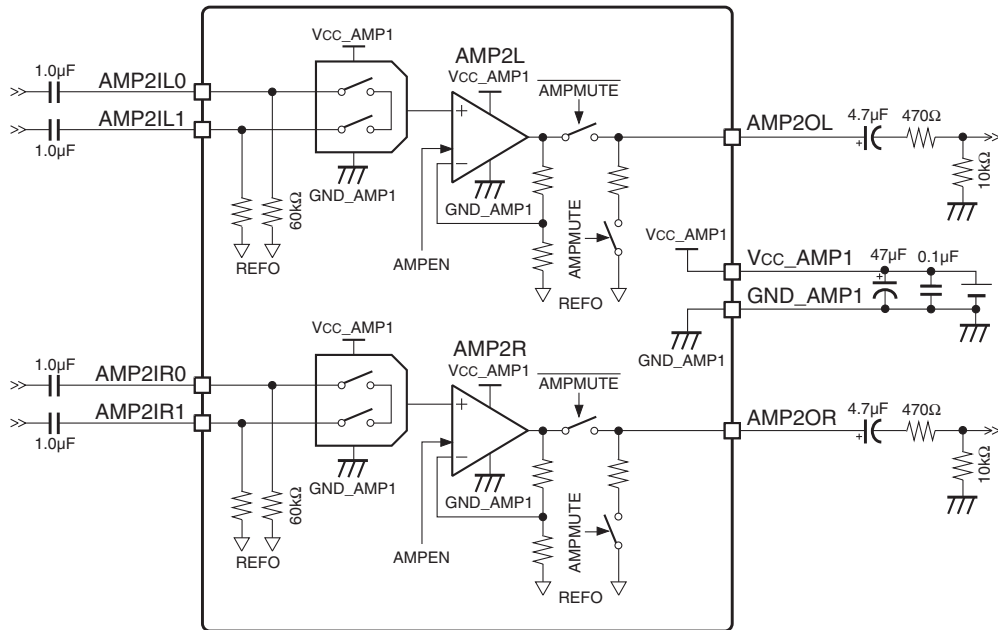 VCC_AMP1
AMP2L
VCC_AMP1
1.0µF
AMP2IL0
AMPMUTE
AMP2IL1
1.0µF
4.7µF
470Ω
AMP2OL
+
+
−
10kΩ
60kΩ
GND_AMP1
GND_AMP1
REFO
AMPEN
AMPMUTE
REFO
VCC_AMP1
VCC_AMP1
47µF
0.1µF
+
GND_AMP1
GND_AMP1
VCC_AMP1
AMP2R
VCC_AMP1
1.0µF
AMP2IR0
AMPMUTE
AMP2IR1
1.0µF
4.7µF
470Ω
AMP2OR
+
+
−
10kΩ
60kΩ
GND_AMP1
GND_AMP1
REFO
AMPEN
AMPMUTE
REFO